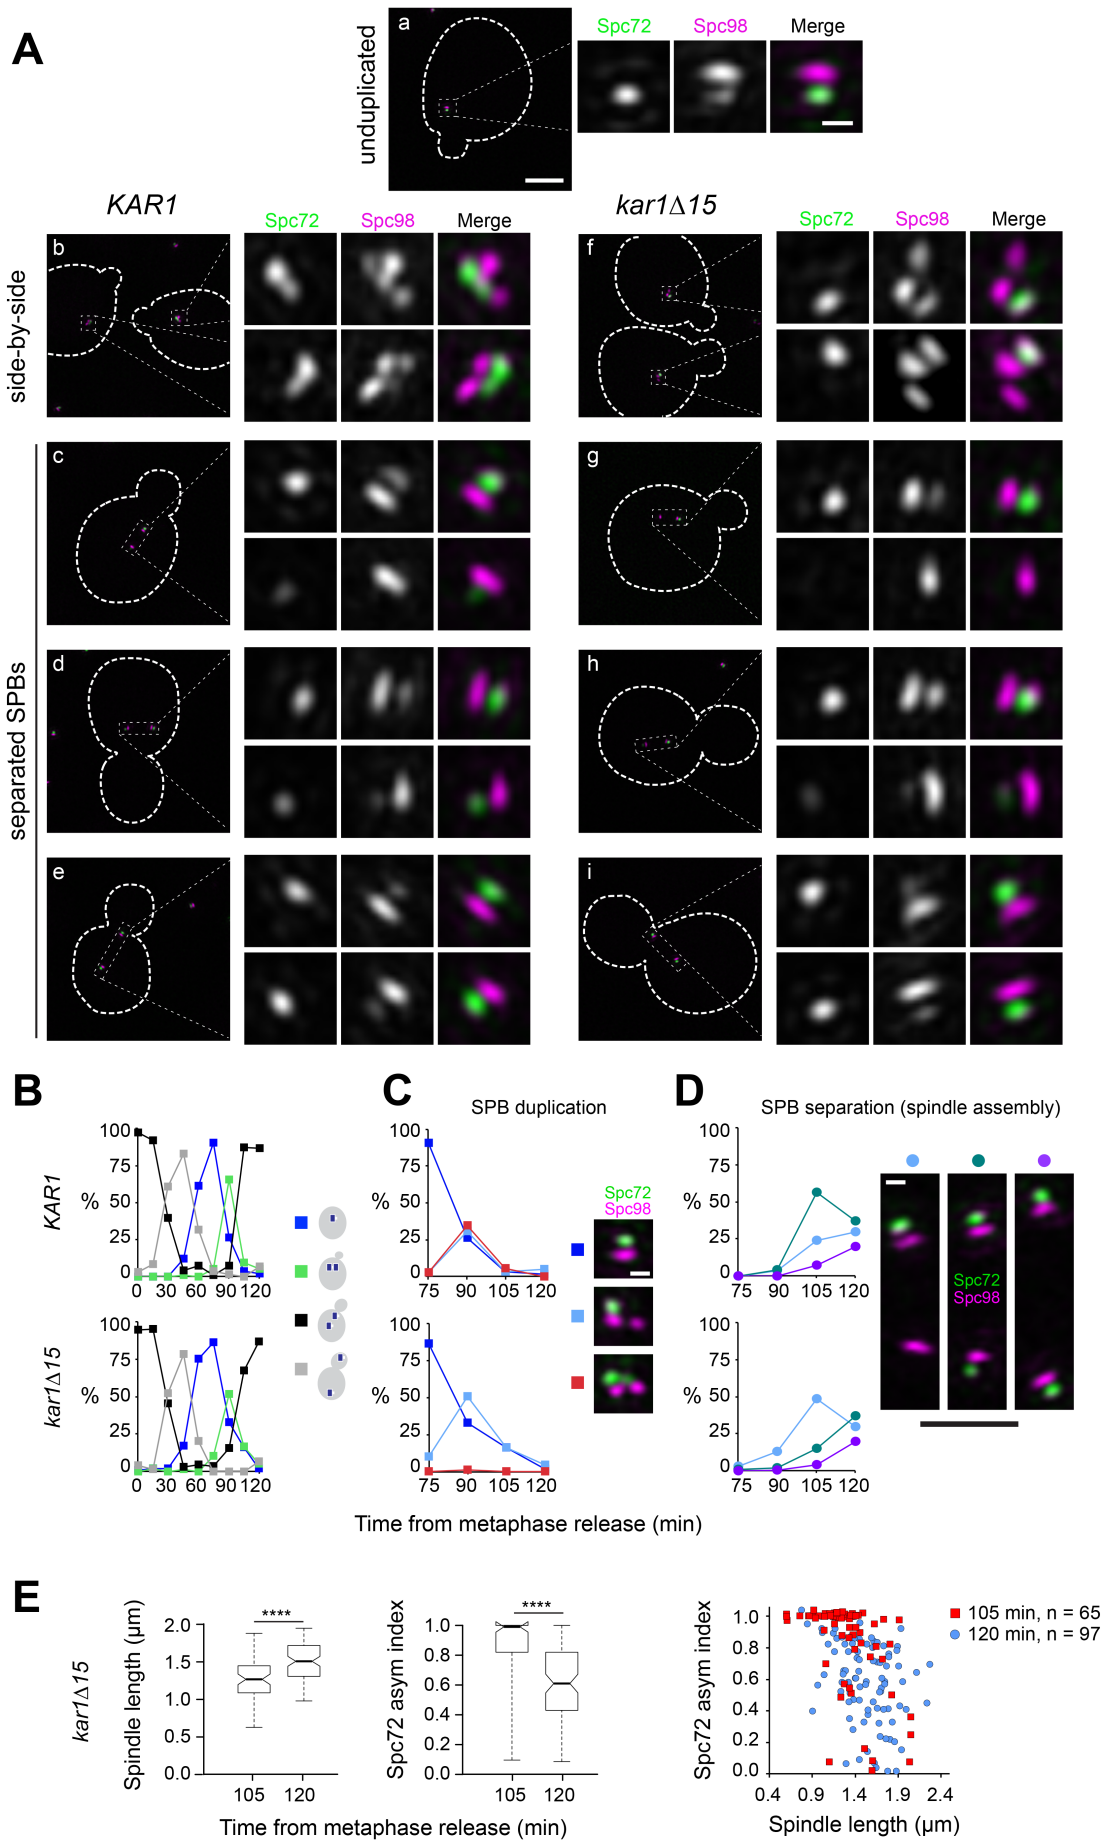 A
unduplicated
a
Spc72
Spc98
Merge
KAR1
kar1Δ15
side-by-side
b
Spc72
Spc98
Merge
f
Spc72
Spc98
Merge
separated SPBs
c
g
d
h
e
i
B
C
D
SPB duplication
SPB separation (spindle assembly)
KAR1
%
100
75
50
25
0
0 30 60 90 120
%
100
75
50
25
0
75 90 105 120
Spc72
Spc98
%
100
75
50
25
0
75 90 105 120
Spc72
Spc98
kar1Δ15
%
100
75
50
25
0
0 30 60 90 120
%
100
75
50
25
0
75 90 105 120
%
100
75
50
25
0
75 90 105 120
Time from metaphase release (min)
E
kar1Δ15
Spindle length (μm)
2.0
1.5
1.0
0.5
0.0
****
105 120
Spc72 asym index
1.0
0.8
0.6
0.4
0.2
0.0
****
105 120
Time from metaphase release (min)
Spc72 asym index
1.0
0.8
0.6
0.4
0.2
0.0
0.4 0.9 1.4 1.9 2.4
Spindle length (μm)
105 min, n = 65
120 min, n = 97